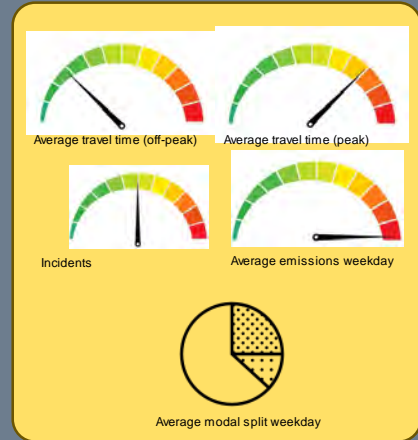 Average travel time (off-peak)
Average travel time (peak)
Incidents
Average emissions weekday
Average modal split weekday